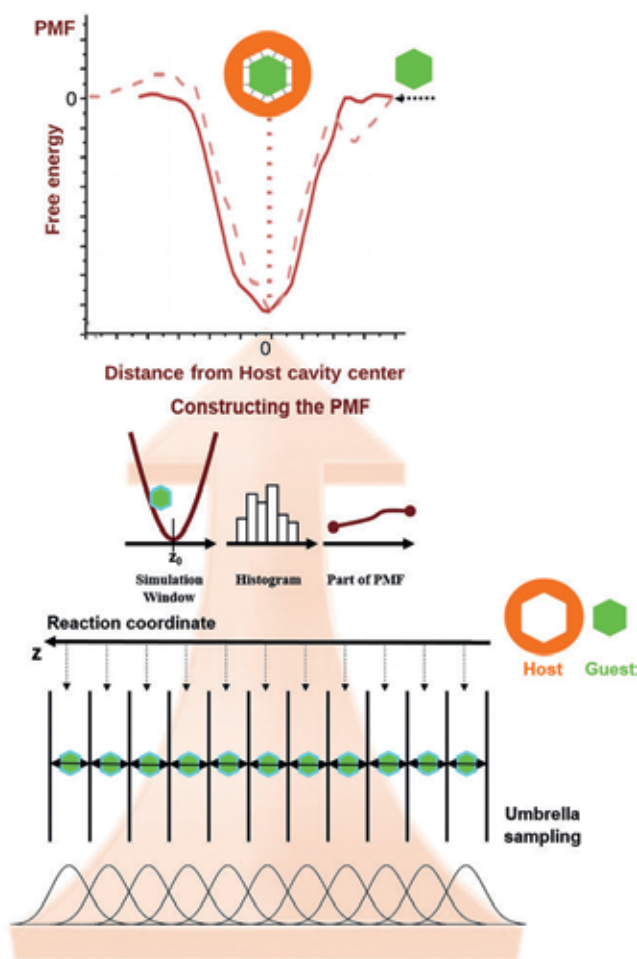 PMF
0
Free energy
0
Distance from Host cavity center
Constructing the PMF
z₀
Simulation
Window
Histogram
Part of PMF
Reaction coordinate
z
Host
Guest
Umbrella
sampling